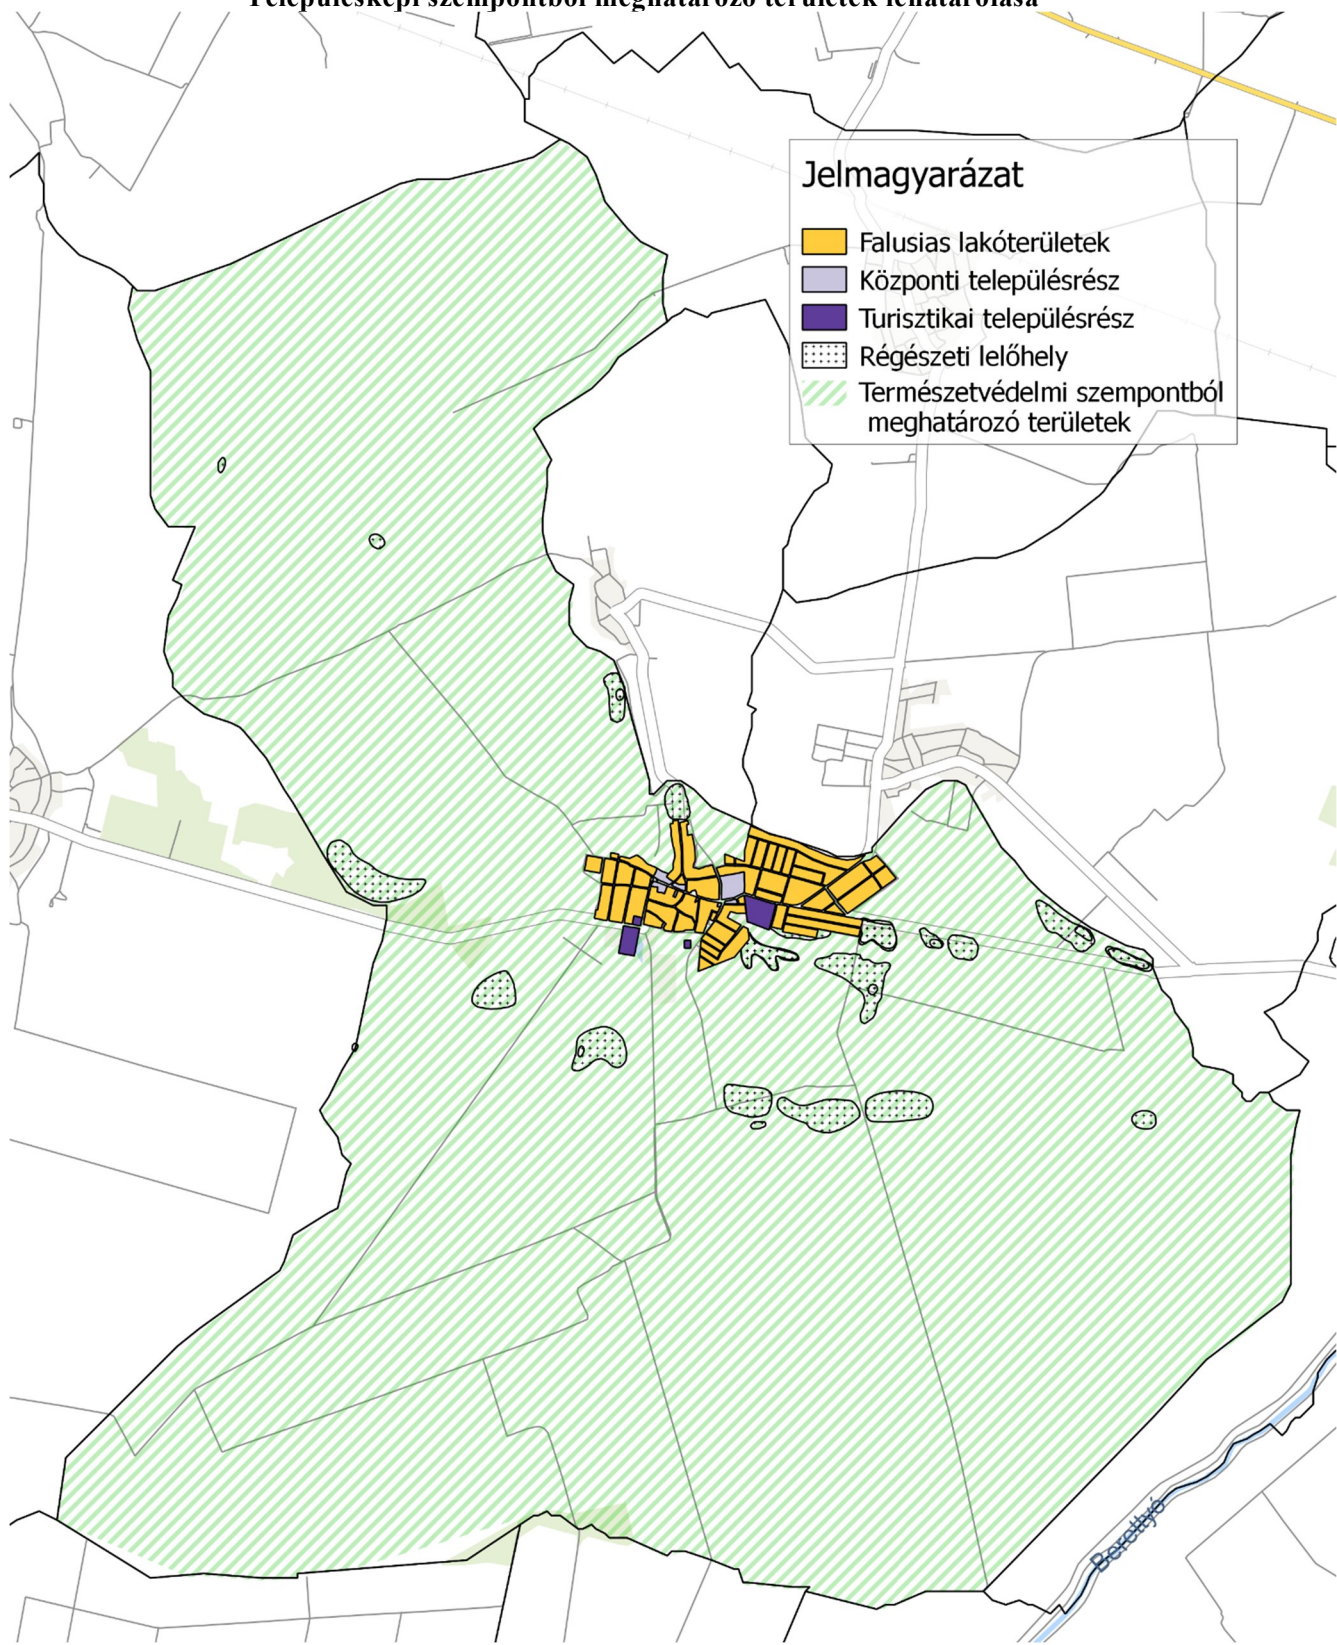 Településképi szempontból meghatározó területek lehatárolása
Jelmagyarázat
Falusias lakóterületek
Központi településrész
Turisztikai településrész
Régészeti lelőhely
Természetvédelmi szempontból
meghatározó területek
Berettyó